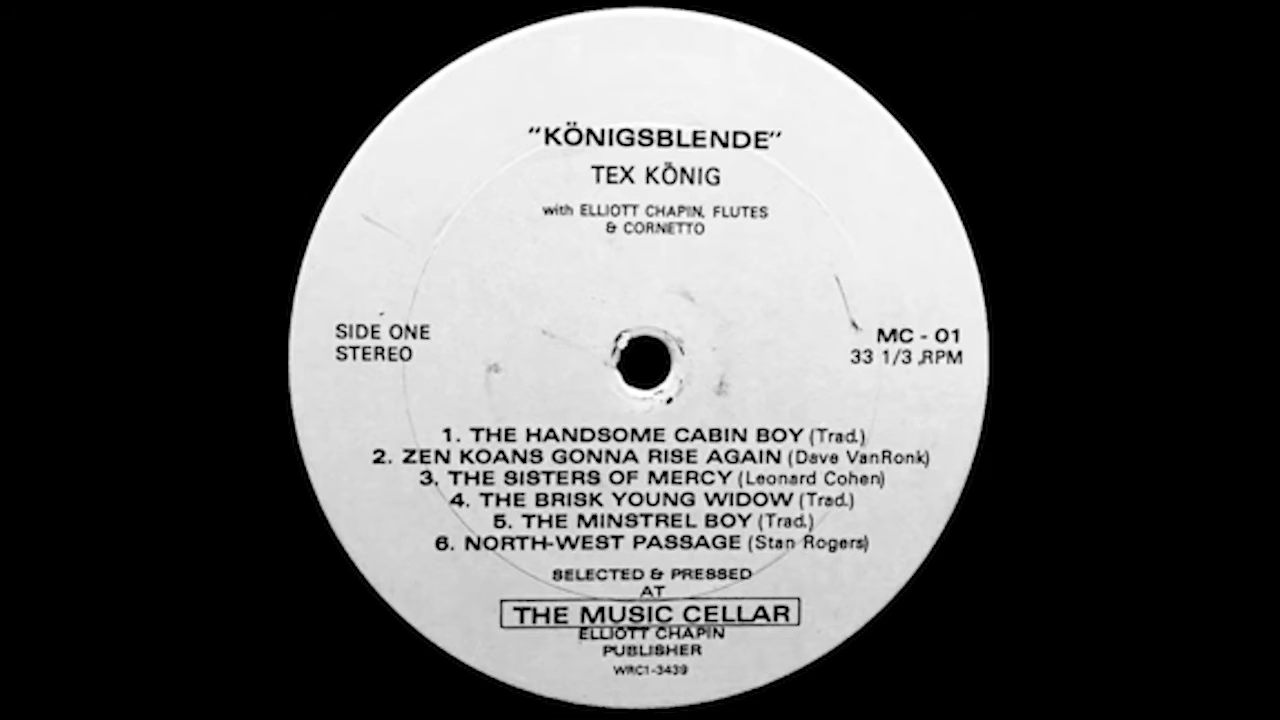 "KÖNIGSBLENDE"
TEX KÖNIG
with ELLIOTT CHAPIN, FLUTES
& CORNETTO
SIDE ONE
STEREO
MC - 01
33 1/3 RPM
1. THE HANDSOME CABIN BOY (Trad.)
2. ZEN KOANS GONNA RISE AGAIN (Dave VanRonk)
3. THE SISTERS OF MERCY (Leonard Cohen)
4. THE BRISK YOUNG WIDOW (Trad.)
5. THE MINSTREL BOY (Trad.)
6. NORTH-WEST PASSAGE (Stan Rogers)
SELECTED & PRESSED
AT
THE MUSIC CELLAR
ELLIOTT CHAPIN
PUBLISHER
WRC1-3439